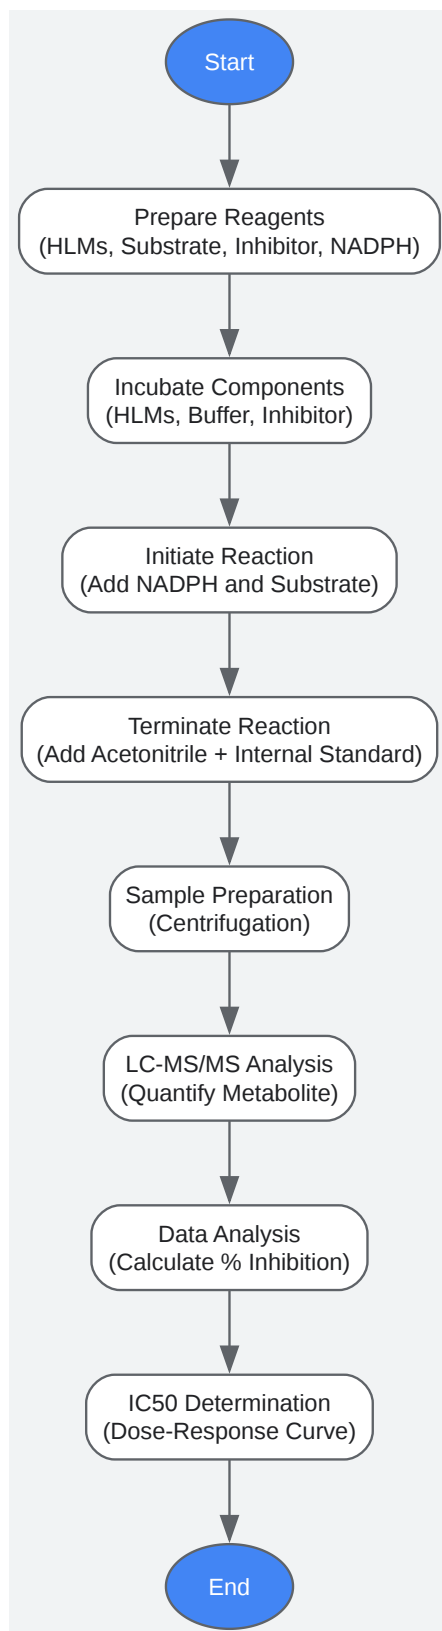 Start
Prepare Reagents
(HLMs, Substrate, Inhibitor, NADPH)
Incubate Components
(HLMs, Buffer, Inhibitor)
Initiate Reaction
(Add NADPH and Substrate)
Terminate Reaction
(Add Acetonitrile + Internal Standard)
Sample Preparation
(Centrifugation)
LC-MS/MS Analysis
(Quantify Metabolite)
Data Analysis
(Calculate % Inhibition)
IC50 Determination
(Dose-Response Curve)
End